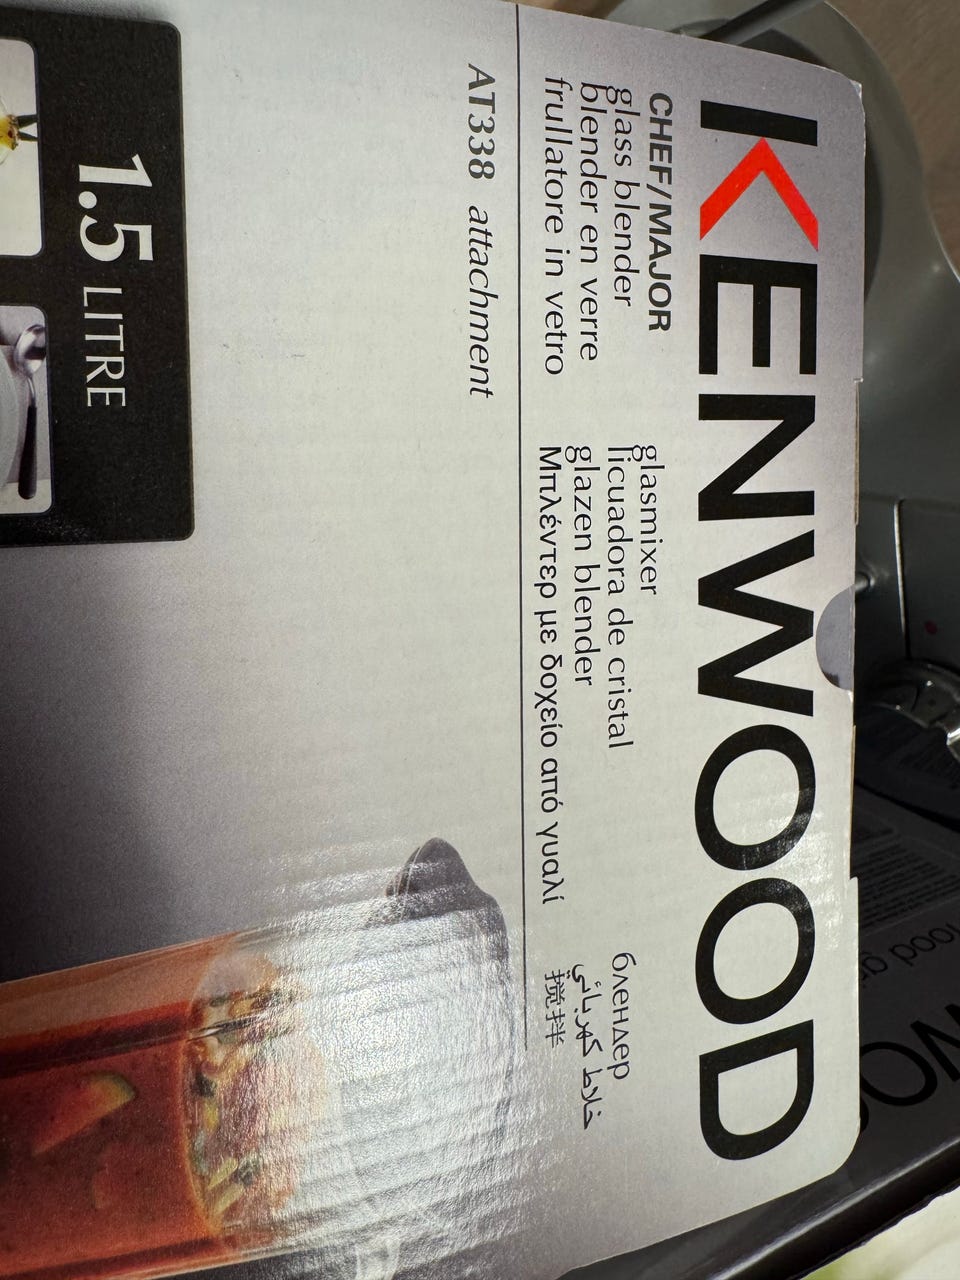 KENWOOD
CHEF/MAJOR
glass blender
blender en verre
frullatore in vetro
glasmixer
licuadora de cristal
glazen blender
Μπλέντερ με δοχείο από γυαλί
блендер
خلاط كهربائي
搅拌
AT338 attachment
1.5 LITRE
food